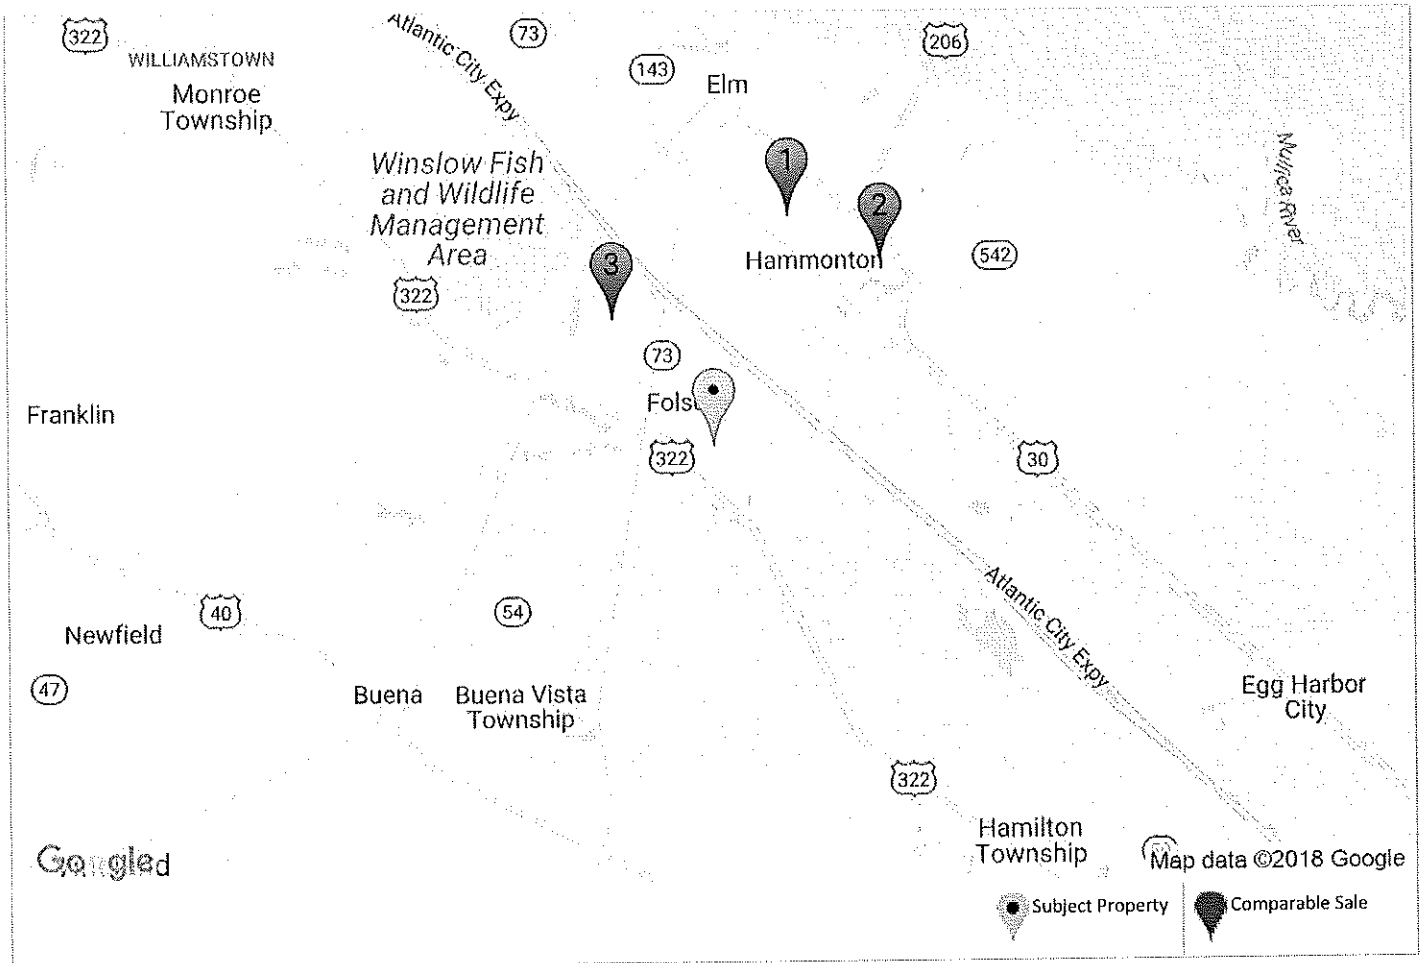 322
Atlantic City Expy
73
143
206
WILLIAMSTOWN
Elm
Monroe
Township
Mullica River
1
Winslow Fish
and Wildlife
Management
Area
2
542
Hammonton
3
322
73
Folso
Franklin
322
30
Atlantic City Expy
40
54
Newfield
47
Buena
Buena Vista
Township
Egg Harbor
City
322
Hamilton
Township
Google
Map data ©2018 Google
Subject Property
Comparable Sale